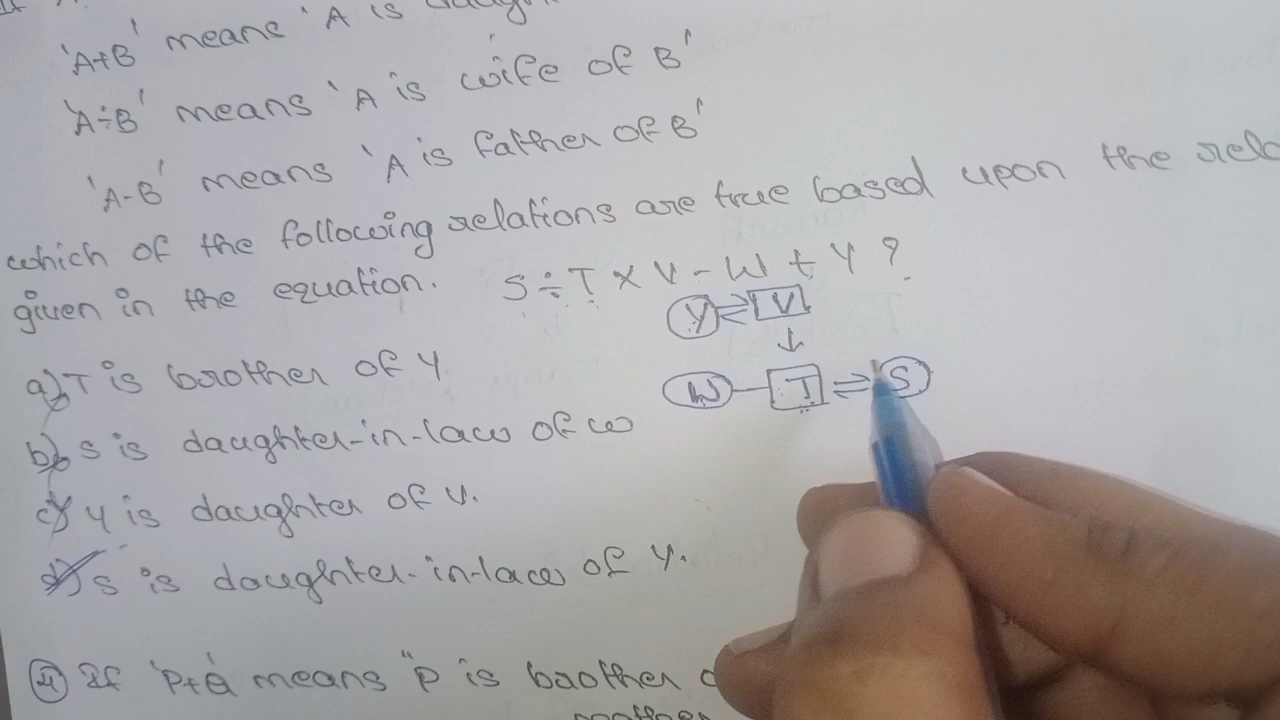 'A+B' means 'A is
'A÷B' means 'A is wife of B'
'A-B' means 'A is father of B'
which of the following relations are true based upon the
given in the equation. S÷T×V-W+Y?
Y ⇌ V
↓
W — T ⇌ S
a) T is brother of Y
b) S is daughter-in-law of w
c) Y is daughter of V.
d) S is daughter-in-law of Y.
4) If 'P+Q' means "P is brother